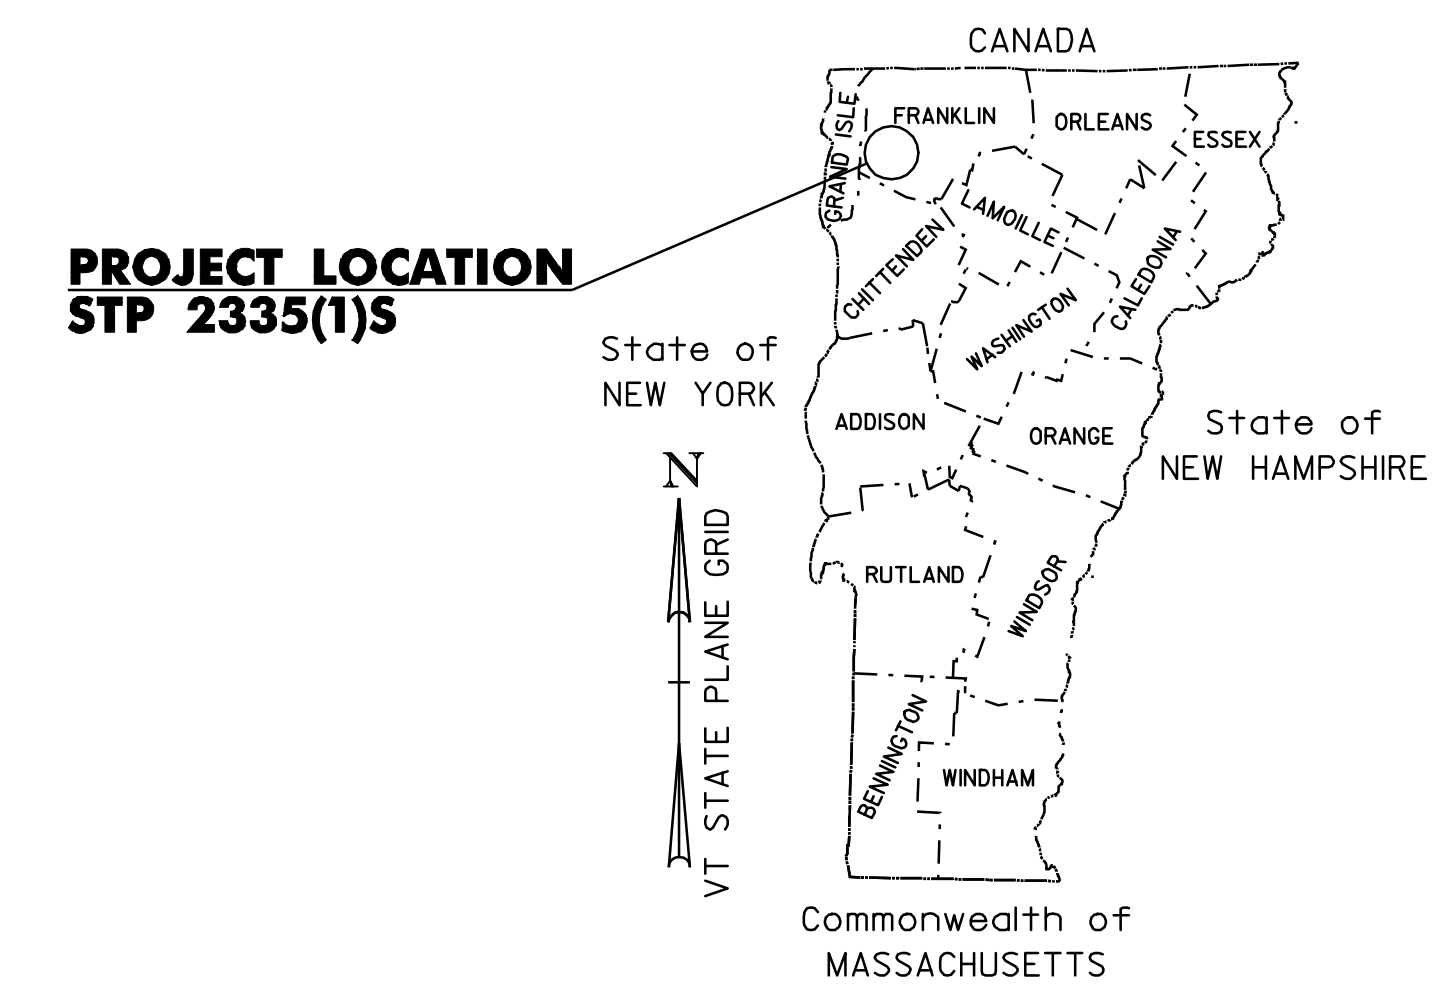 CANADA
FRANKLIN
ORLEANS
ESSEX
GRAND ISLE
LAMOILLE
CHITTENDEN
CALEDONIA
PROJECT LOCATION
STP 2335(1)S
WASHINGTON
State of
NEW YORK
ADDISON
ORANGE
State of
NEW HAMPSHIRE
N
VT STATE PLANE GRID
RUTLAND
WINDSOR
BENNINGTON
WINDHAM
Commonwealth of
MASSACHUSETTS